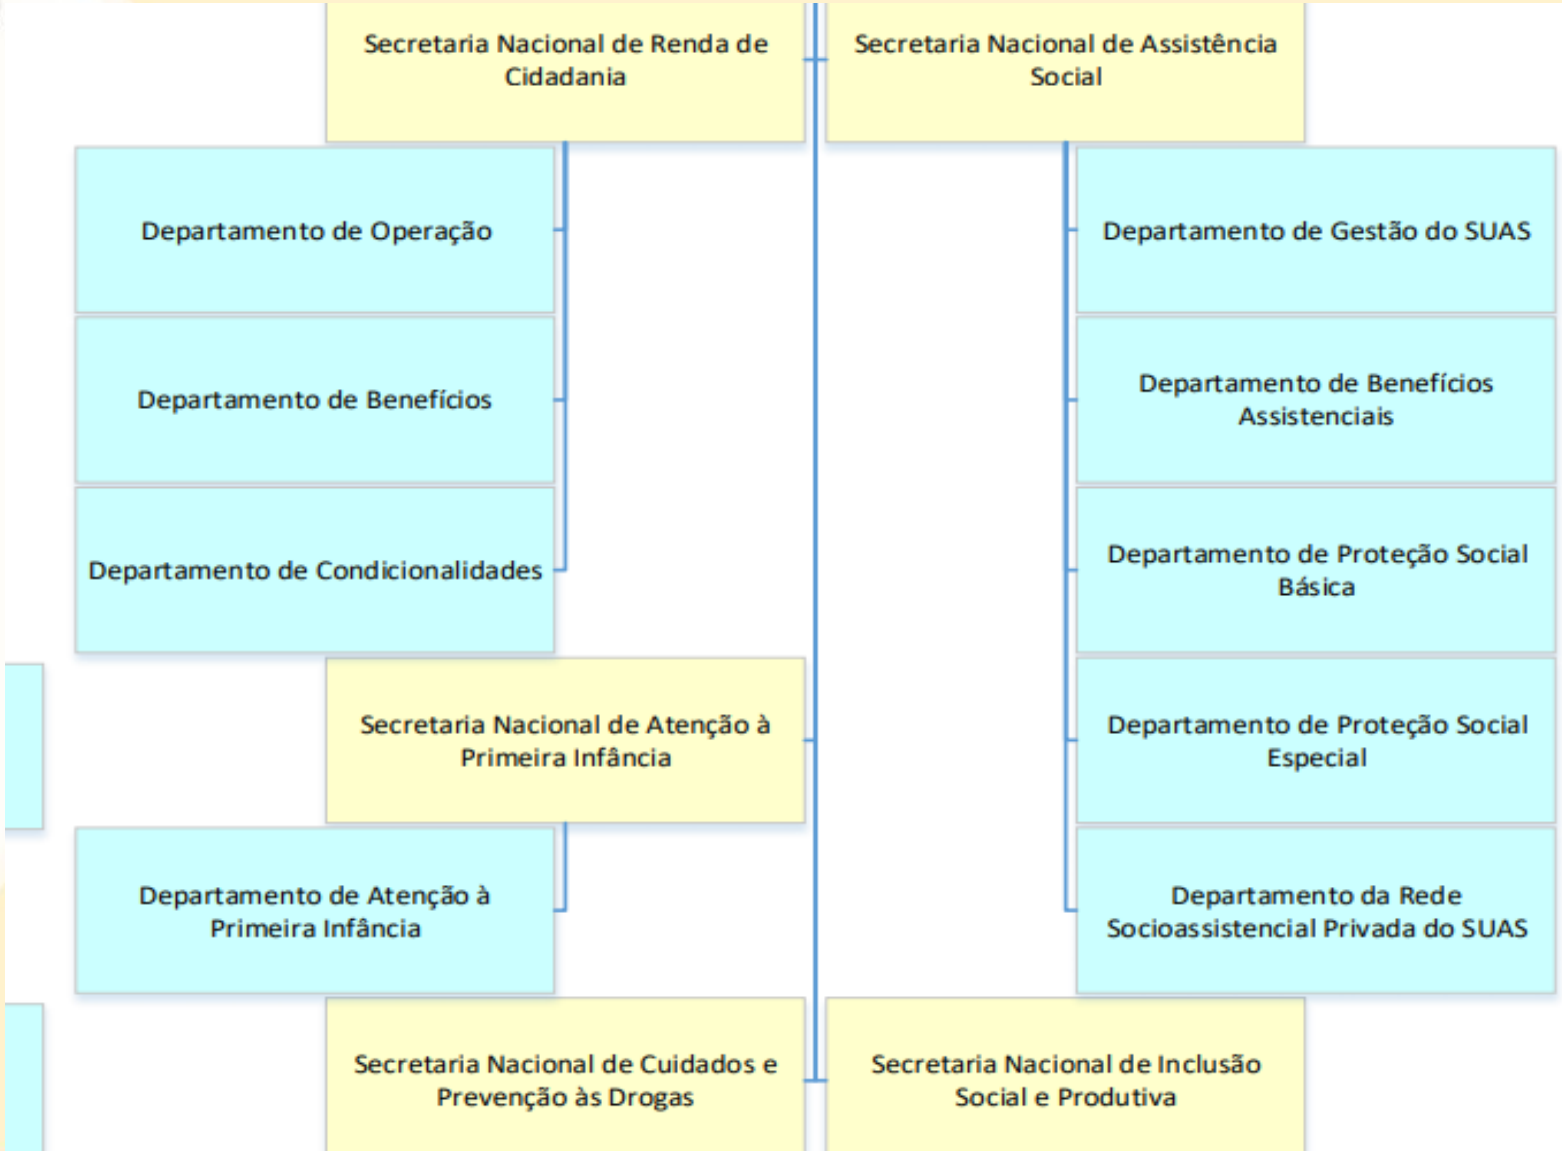 Secretaria Nacional de Renda de
Cidadania
Secretaria Nacional de Assistência
Social
Departamento de Operação
Departamento de Gestão do SUAS
Departamento de Benefícios
Departamento de Benefícios
Assistenciais
Departamento de Condicionalidades
Departamento de Proteção Social
Básica
Secretaria Nacional de Atenção à
Primeira Infância
Departamento de Proteção Social
Especial
Departamento de Atenção à
Primeira Infância
Departamento da Rede
Socioassistencial Privada do SUAS
Secretaria Nacional de Cuidados e
Prevenção às Drogas
Secretaria Nacional de Inclusão
Social e Produtiva